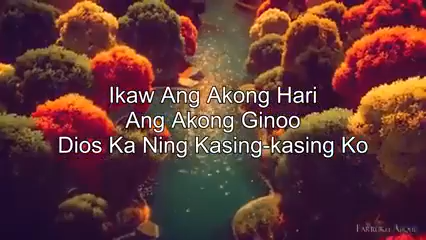 Ikaw Ang Akong Hari
Ang Akong Ginoo
Dios Ka Ning Kasing-kasing Ko